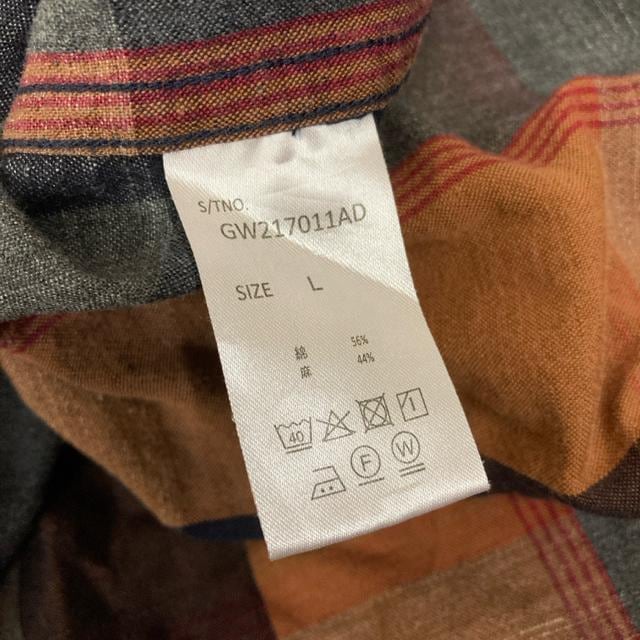 S/TNO.
GW217011AD
SIZE L
綿 56%
麻 44%
40
F W